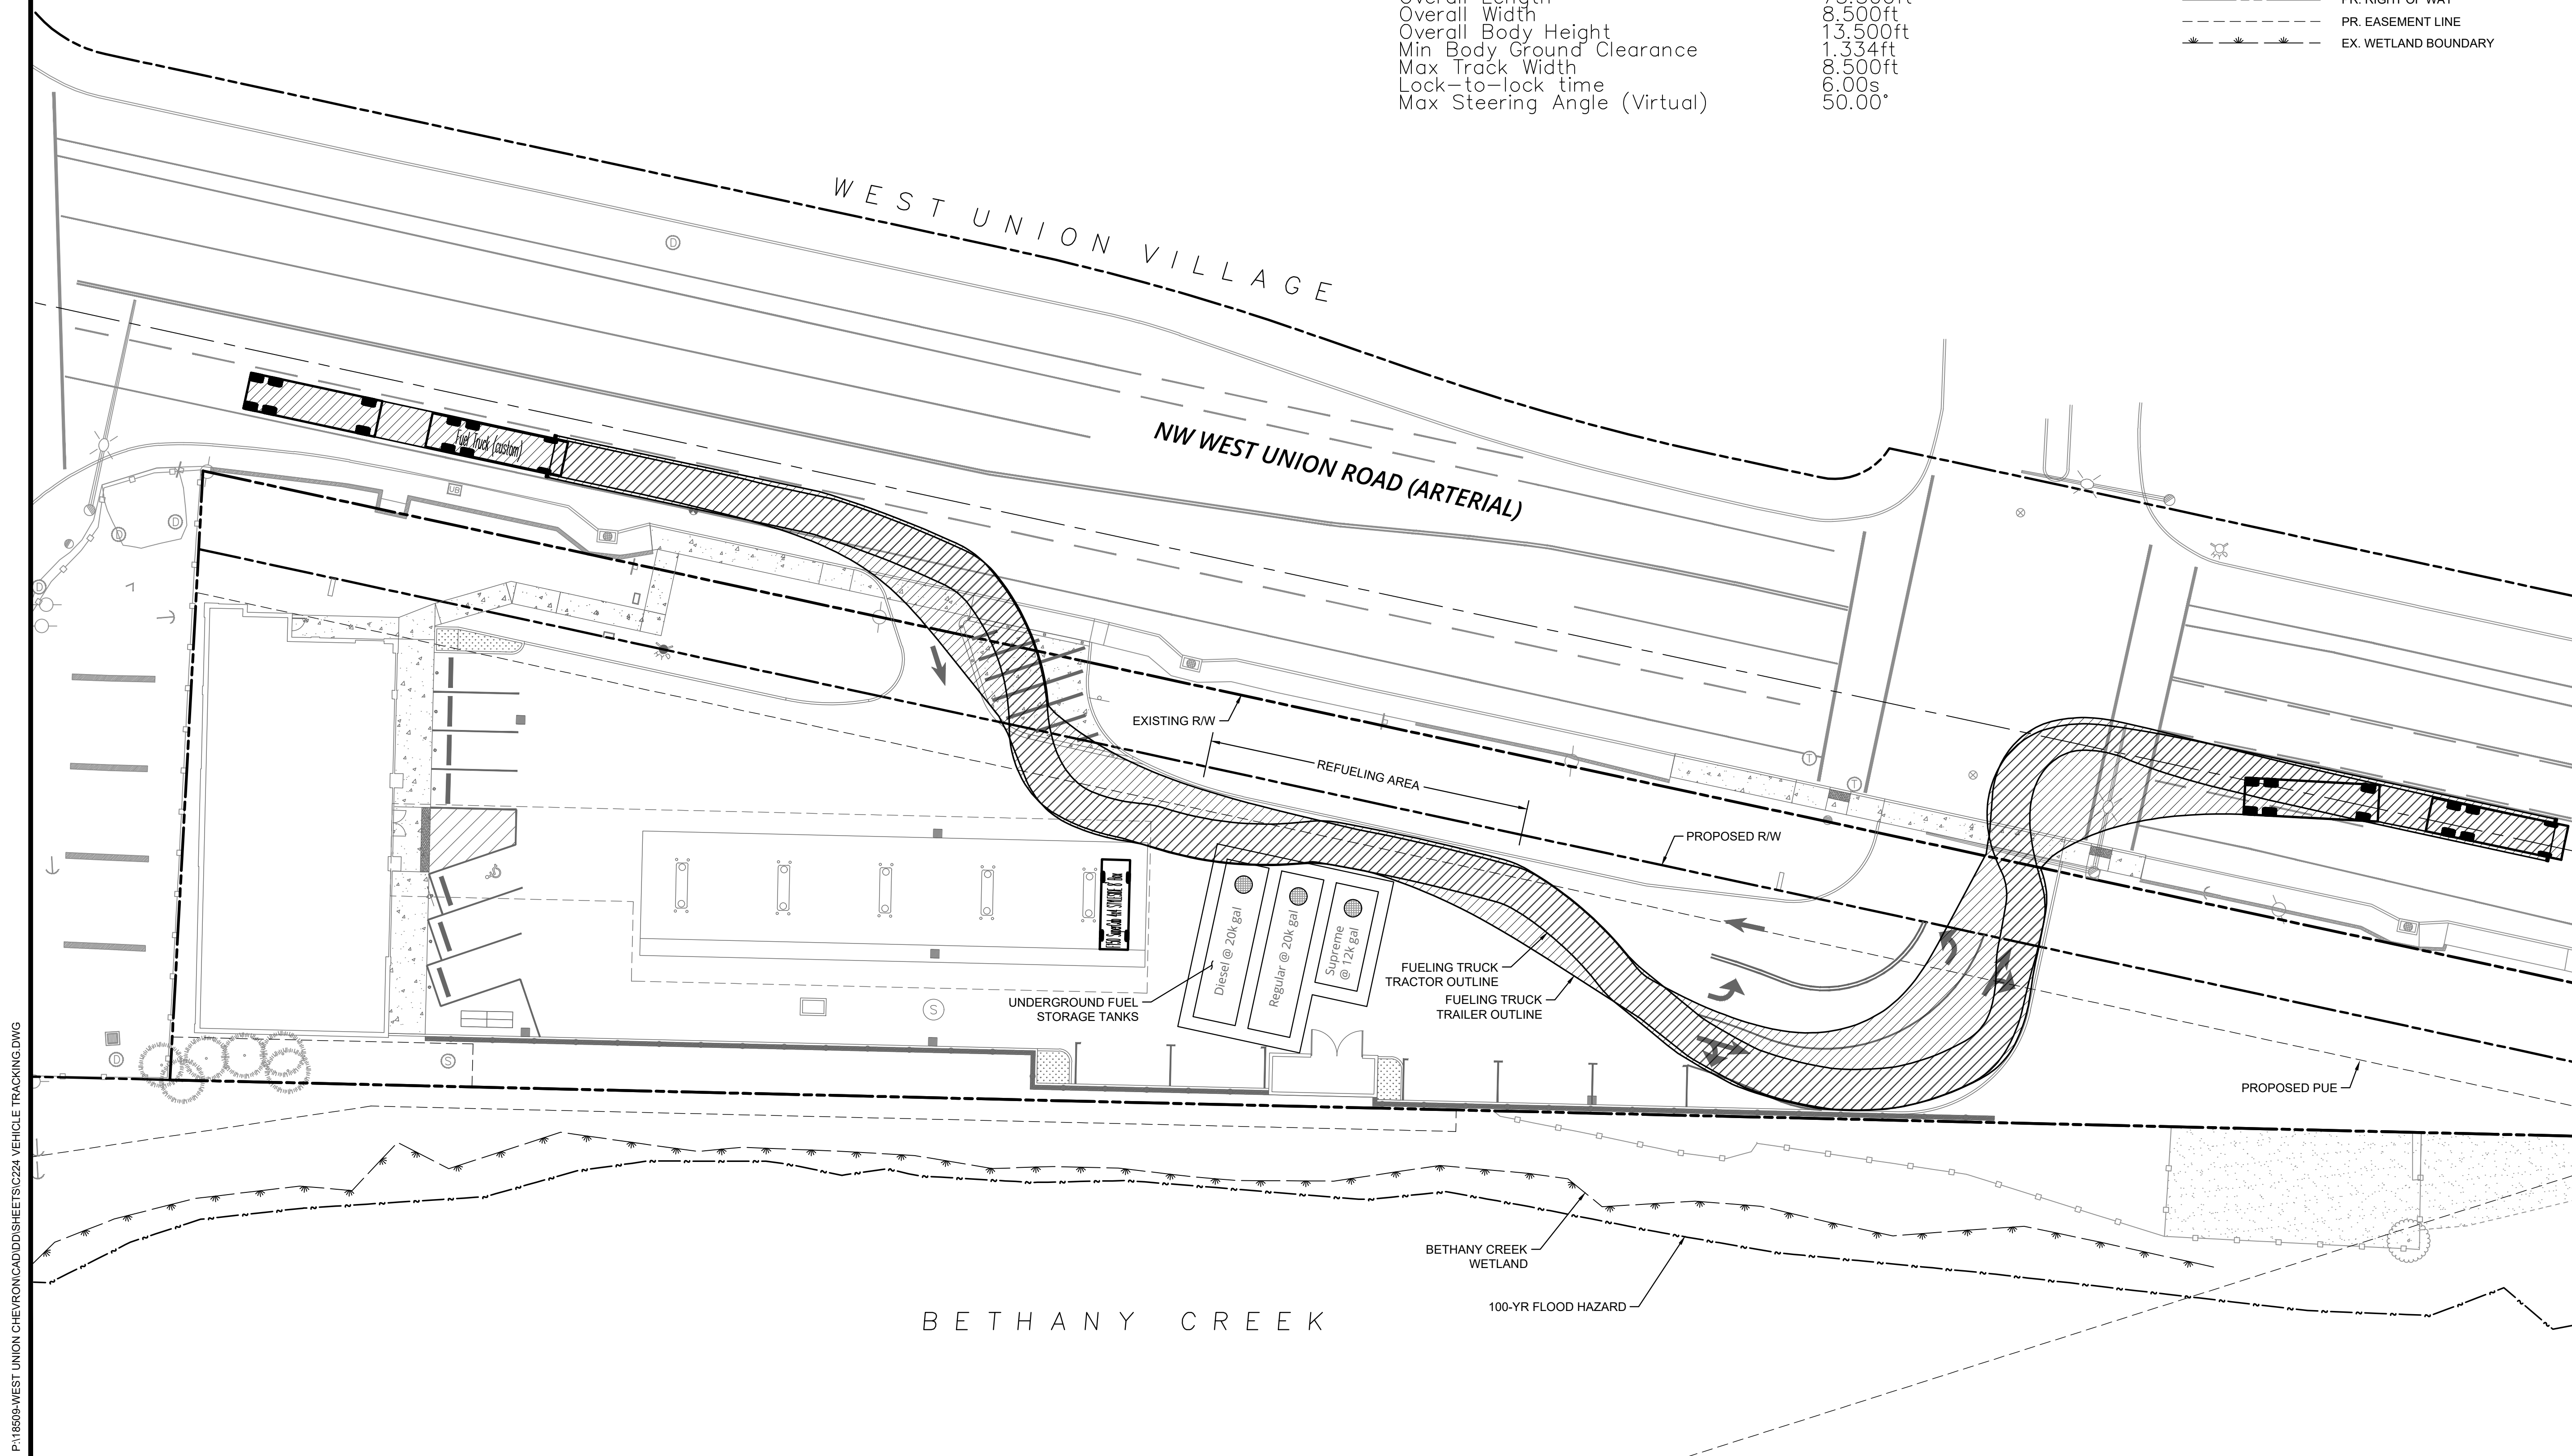 Overall Width 8.500ft
Overall Body Height 13.500ft
Min Body Ground Clearance 1.334ft
Max Track Width 8.500ft
Lock-to-lock time 6.00s
Max Steering Angle (Virtual) 50.00°
PR. RIGHT OF WAY
PR. EASEMENT LINE
EX. WETLAND BOUNDARY
WEST UNION VILLAGE
NW WEST UNION ROAD (ARTERIAL)
Fuel Truck (custom)
D
UB
D
D
D
EXISTING R/W
REFUELING AREA
T
T
PROPOSED R/W
Diesel @ 20k gal
Regular @ 20k gal
Supreme
@ 12k gal
UNDERGROUND FUEL
STORAGE TANKS
FUELING TRUCK
TRACTOR OUTLINE
FUELING TRUCK
TRAILER OUTLINE
S
S
D
PROPOSED PUE
BETHANY CREEK
WETLAND
100-YR FLOOD HAZARD
BETHANY CREEK
P:\18509-WEST UNION CHEVRON\CAD\DD\SHEETS\C224 VEHICLE TRACKING.DWG